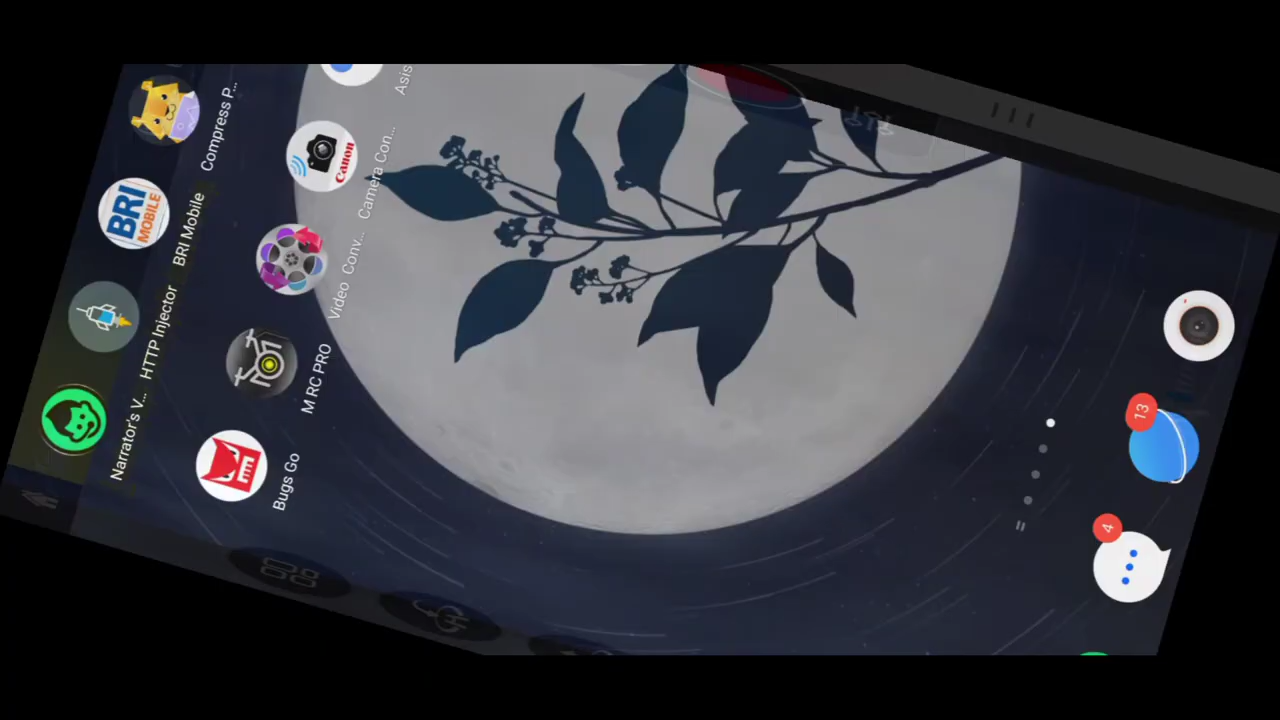 Compress P...
BRI Mobile
HTTP Injector
Narrator's V...
Asis
Camera Con...
Video Conv...
M RC PRO
Bugs Go
BRI
MOBILE
Canon
13
4